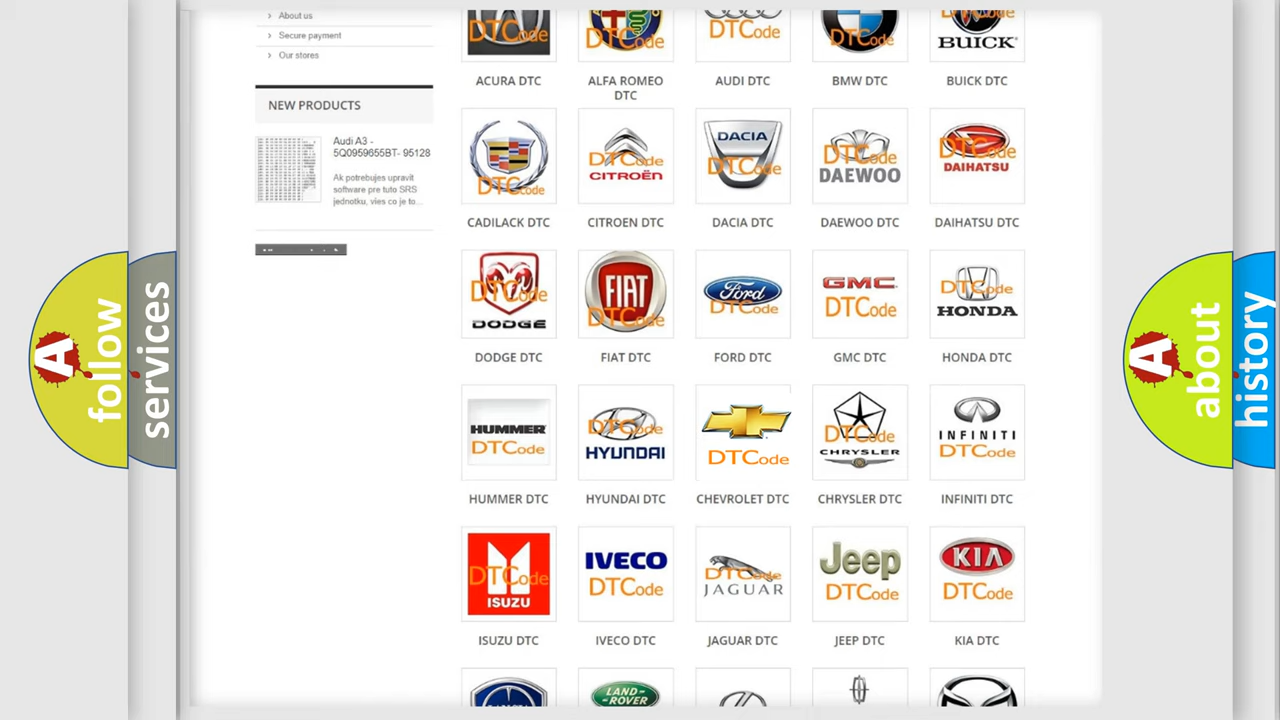 About us
Secure payment
Our stores
NEW PRODUCTS
Audi A3 -
5Q0959655BT- 95128
Ak potrebujes upravit
software pre tuto SRS
jednotku, vies co je to...
follow
services
about
history
DTCode
DTCode
DTCode
DTCode
BUICK
ACURA DTC
ALFA ROMEO
DTC
AUDI DTC
BMW DTC
BUICK DTC
DTCode
DTCode
CITROËN
DACIA
DTCode
DTCode
DAEWOO
DTCode
DAIHATSU
CADILACK DTC
CITROEN DTC
DACIA DTC
DAEWOO DTC
DAIHATSU DTC
DTCode
DODGE
FIAT
DTCode
Ford
DTCode
GMC
DTCode
DTCode
HONDA
DODGE DTC
FIAT DTC
FORD DTC
GMC DTC
HONDA DTC
HUMMER
DTCode
DTCode
HYUNDAI
DTCode
DTCode
CHRYSLER
INFINITI
DTCode
HUMMER DTC
HYUNDAI DTC
CHEVROLET DTC
CHRYSLER DTC
INFINITI DTC
DTCode
ISUZU
IVECO
DTCode
DTCode
JAGUAR
Jeep
DTCode
KIA
DTCode
ISUZU DTC
IVECO DTC
JAGUAR DTC
JEEP DTC
KIA DTC
LAND-
ROVER